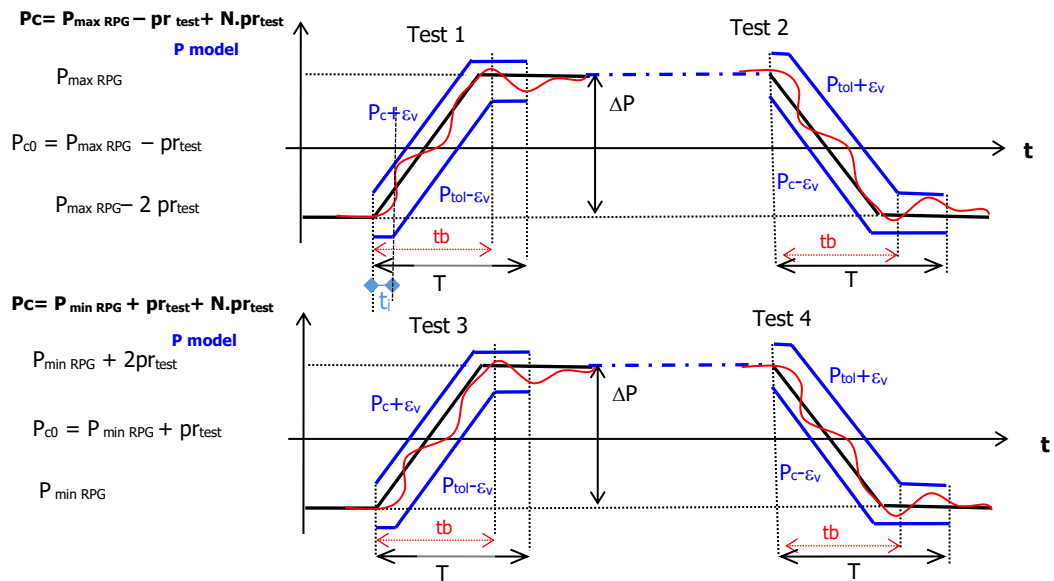 Pc= Pmax RPG – pr test+ N.prtest
Test 1
Test 2
P model
Pmax RPG
ΔP
Ptol+εv
Pc+εv
Pc0 = Pmax RPG – prtest
t
Pc-εv
Pmax RPG– 2 prtest
Ptol-εv
tb
tb
T
T
ti
Pc= P min RPG + prtest+ N.prtest
Test 3
Test 4
P model
Pmin RPG + 2prtest
Ptol+εv
Pc+εv
ΔP
Pc0 = P min RPG + prtest
t
Pc-εv
P min RPG
Ptol-εv
tb
tb
T
T